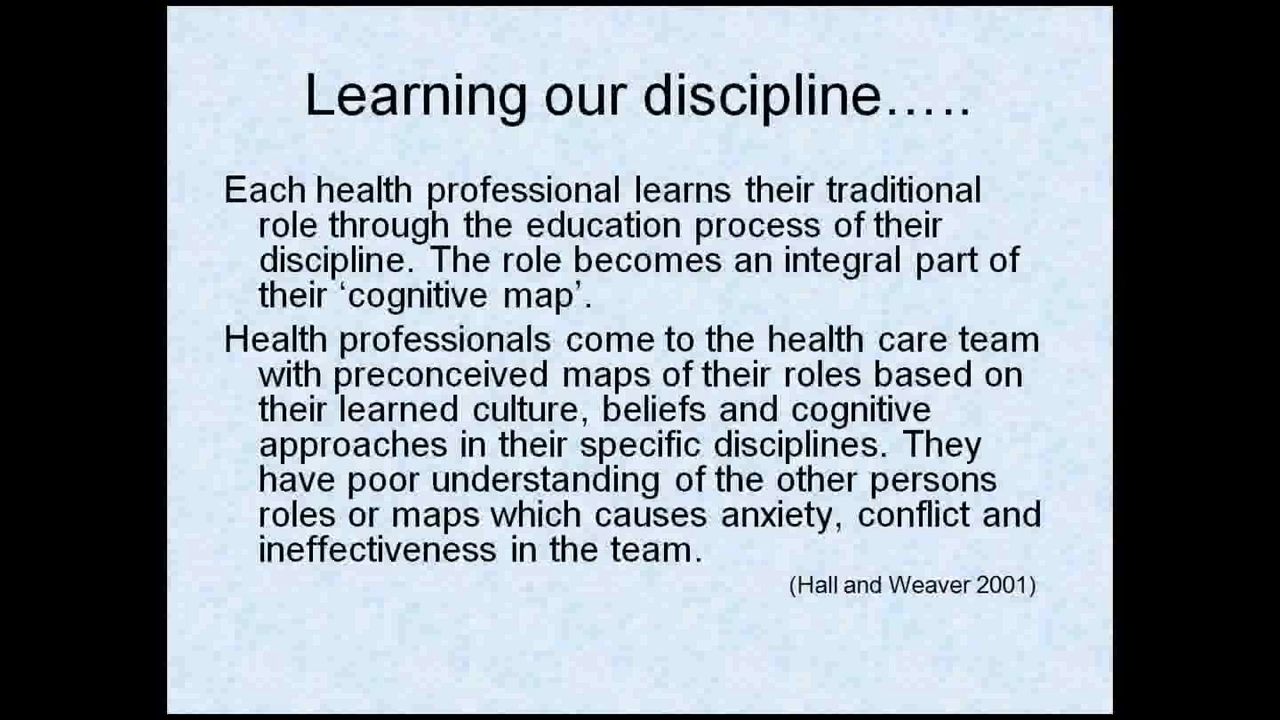 Learning our discipline…..
Each health professional learns their traditional
role through the education process of their
discipline. The role becomes an integral part of
their ‘cognitive map’.
Health professionals come to the health care team
with preconceived maps of their roles based on
their learned culture, beliefs and cognitive
approaches in their specific disciplines. They
have poor understanding of the other persons
roles or maps which causes anxiety, conflict and
ineffectiveness in the team.
(Hall and Weaver 2001)